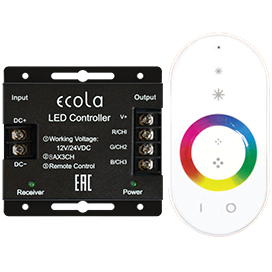 Input
ecola
Output
DC+
LED Controller
V+
①Working Voltage:
12V/24VDC
R/CH1
②8AX3CH
G/CH2
DC-
③Remote Control
B/CH3
Receiver
EAC
Power